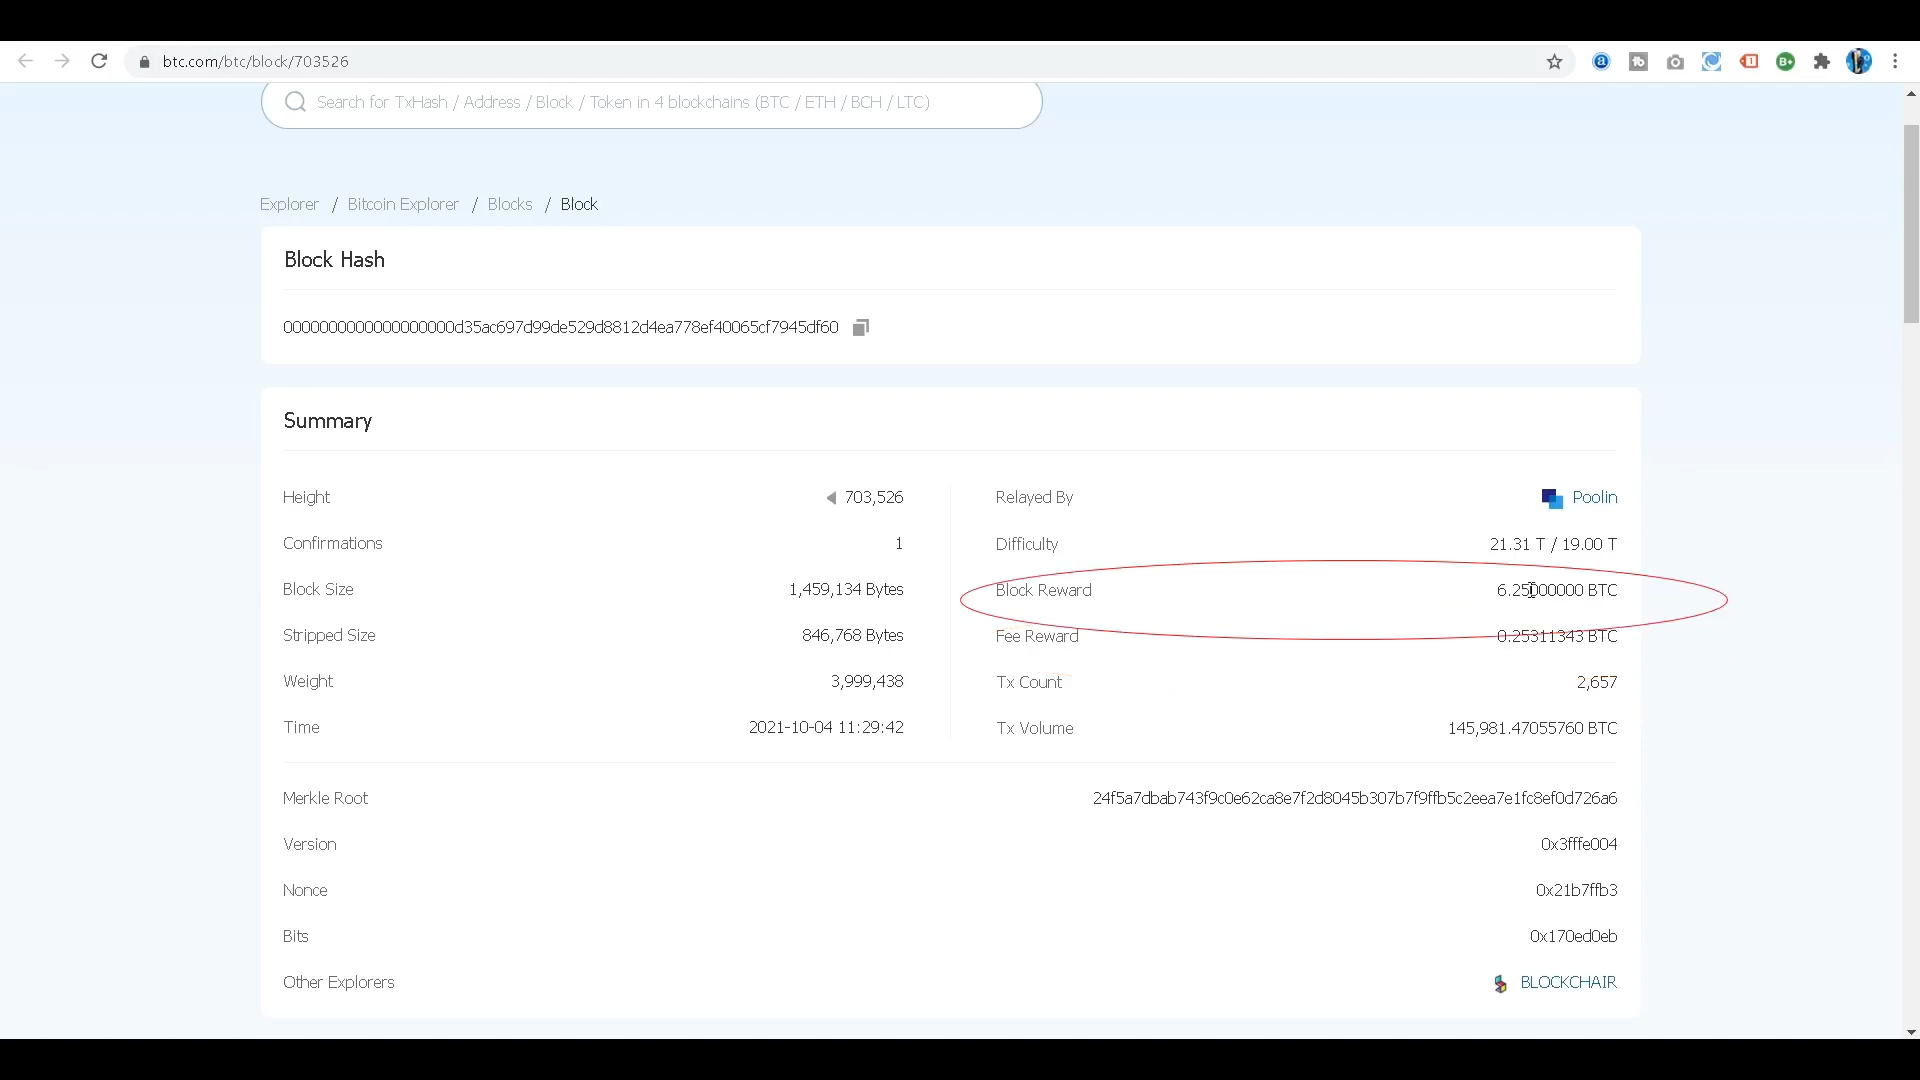 btc.com/btc/block/703526
Search for TxHash / Address / Block / Token in 4 blockchains (BTC / ETH / BCH / LTC)
Explorer / Bitcoin Explorer / Blocks / Block
Block Hash
0000000000000000000d35ac697d99de529d8812d4ea778ef40065cf7945df60
Summary
Height 703,526
Relayed By Poolin
Confirmations 1
Difficulty 21.31 T / 19.00 T
Block Size 1,459,134 Bytes
Block Reward 6.25000000 BTC
Stripped Size 846,768 Bytes
Fee Reward 0.25311343 BTC
Weight 3,999,438
Tx Count 2,657
Time 2021-10-04 11:29:42
Tx Volume 145,981.47055760 BTC
Merkle Root 24f5a7dbab743f9c0e62ca8e7f2d8045b307b7f9ffb5c2eea7e1fc8ef0d726a6
Version 0x3fffe004
Nonce 0x21b7ffb3
Bits 0x170ed0eb
Other Explorers BLOCKCHAIR